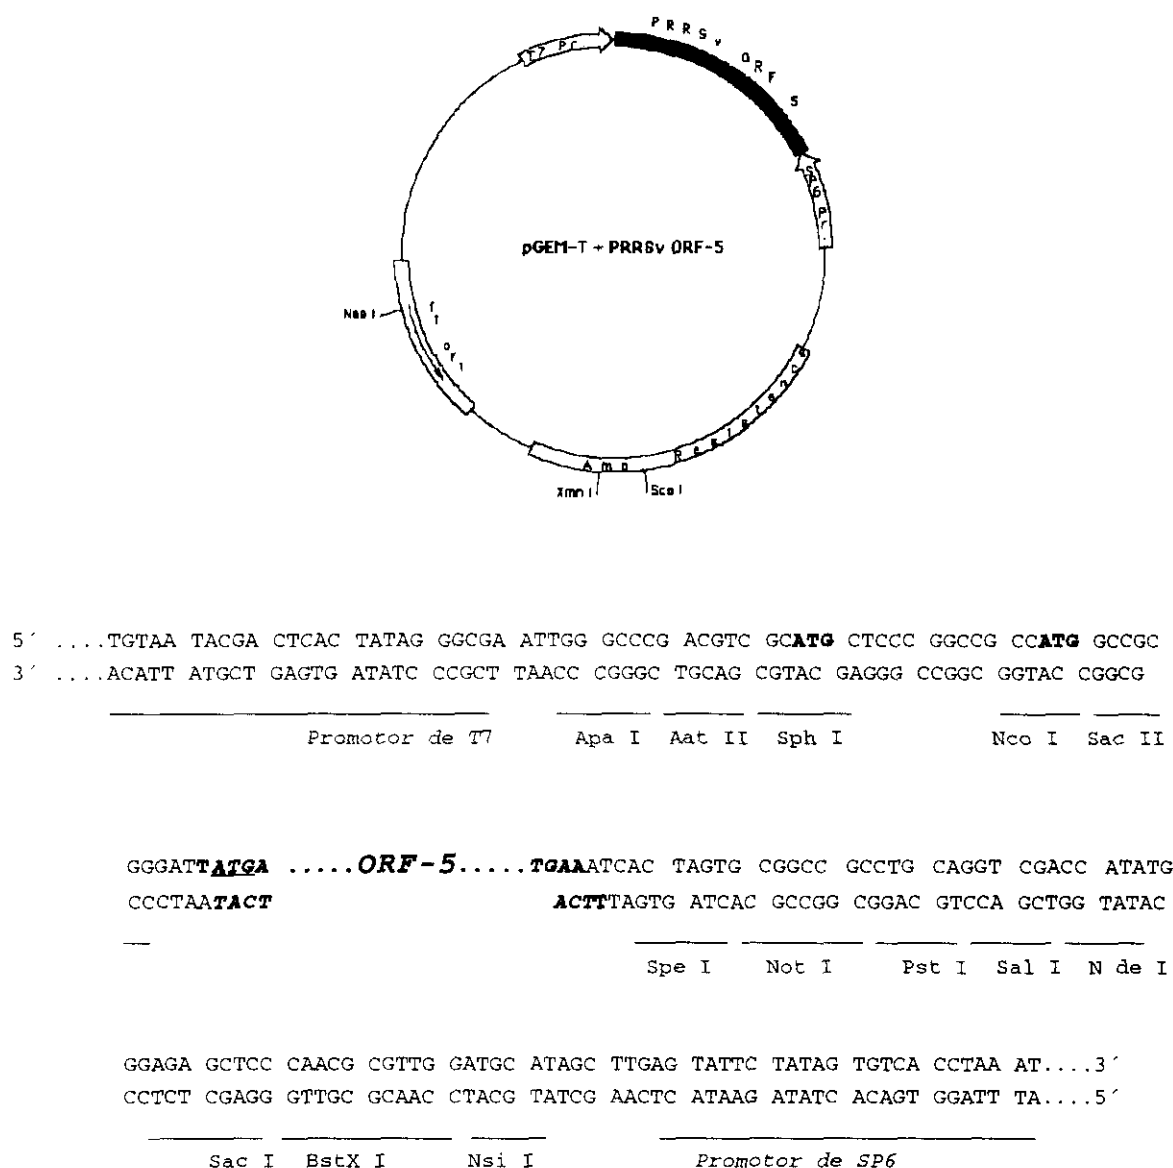 PRRSv ORF 5
T7 Pr
SP6 Pr
pGEM-T + PRRSv ORF-5
Nae I
f1 ori
Amp Resistance
Xmn I
Sca I
5´ ....TGTAA TACGA CTCAC TATAG GGCGA ATTGG GCCCG ACGTC GCATG CTCCC GGCCG CCATG GCCGC
3´ ....ACATT ATGCT GAGTG ATATC CCGCT TAACC CGGGC TGCAG CGTAC GAGGG CCGGC GGTAC CGGCG
Promotor de T7 Apa I Aat II Sph I Nco I Sac II
GGGATTATGA .....ORF-5.....TGAAATCAC TAGTG CGGCC GCCTG CAGGT CGACC ATATG
CCCTAATACT ACTTTAGTG ATCAC GCCGG CGGAC GTCCA GCTGG TATAC
Spe I Not I Pst I Sal I N de I
GGAGA GCTCC CAACG CGTTG GATGC ATAGC TTGAG TATTC TATAG TGTCA CCTAA AT....3´
CCTCT CGAGG GTTGC GCAAC CTACG TATCG AACTC ATAAG ATATC ACAGT GGATT TA....5´
Sac I BstX I Nsi I Promotor de SP6